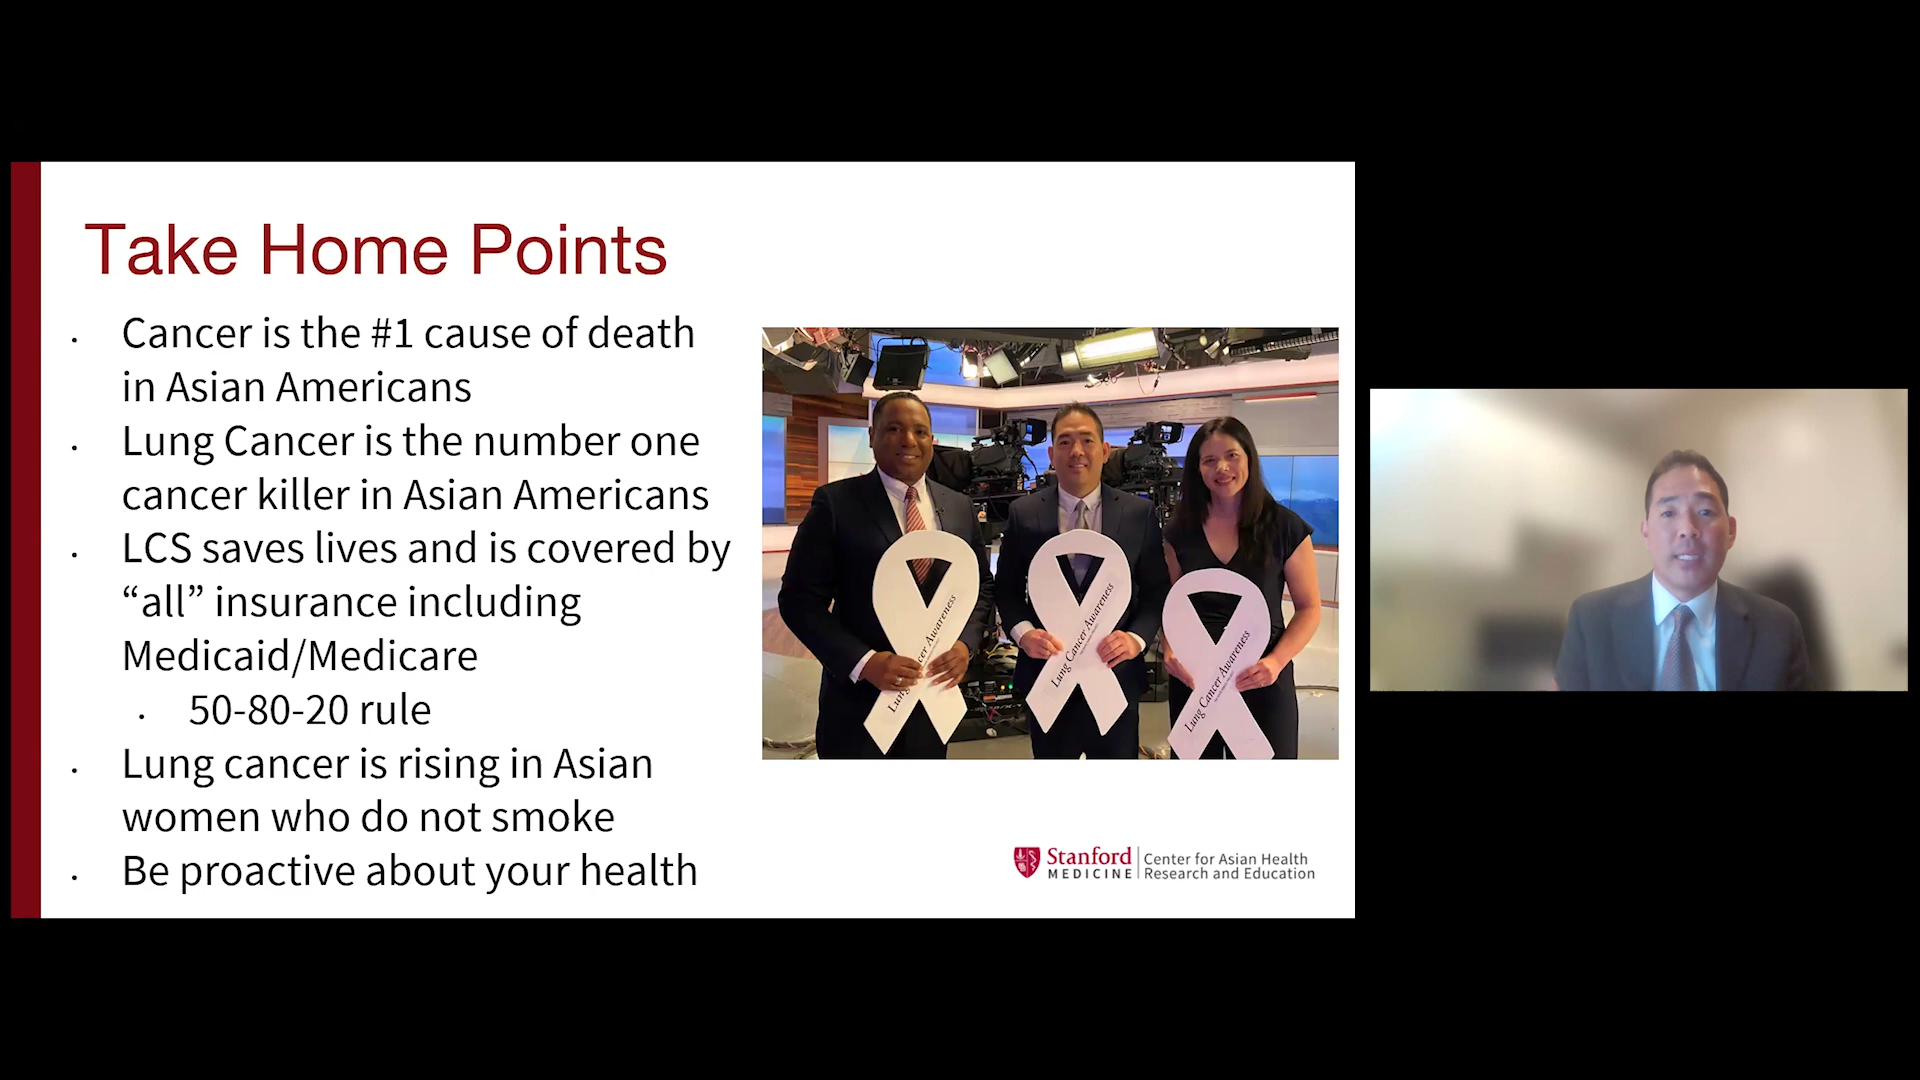 Take Home Points
· Cancer is the #1 cause of death
in Asian Americans
· Lung Cancer is the number one
cancer killer in Asian Americans
· LCS saves lives and is covered by
“all” insurance including
Medicaid/Medicare
· 50-80-20 rule
· Lung cancer is rising in Asian
women who do not smoke
· Be proactive about your health
Lung Cancer Awareness
Lung Cancer Awareness
Lung Cancer Awareness
Stanford
MEDICINE
Center for Asian Health
Research and Education